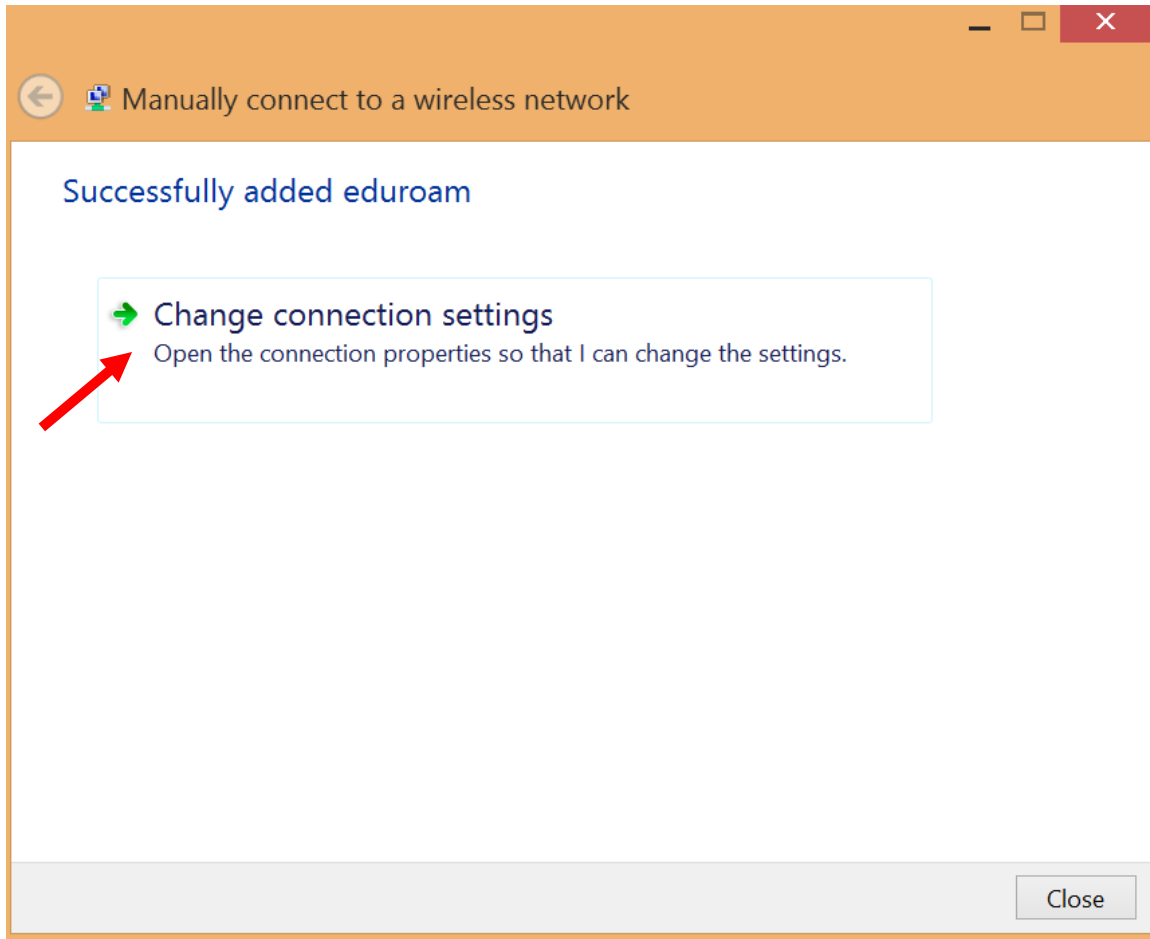 Manually connect to a wireless network
Successfully added eduroam
Change connection settings
Open the connection properties so that I can change the settings.
Close